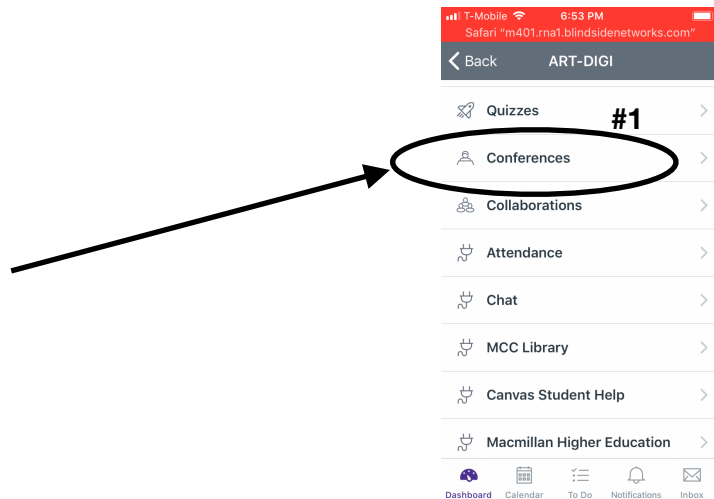 T-Mobile 6:53 PM
Safari “m401.rna1.blindsidenetworks.com”
Back ART-DIGI
Quizzes
#1
Conferences
Collaborations
Attendance
Chat
MCC Library
Canvas Student Help
Macmillan Higher Education
Dashboard Calendar To Do Notifications Inbox